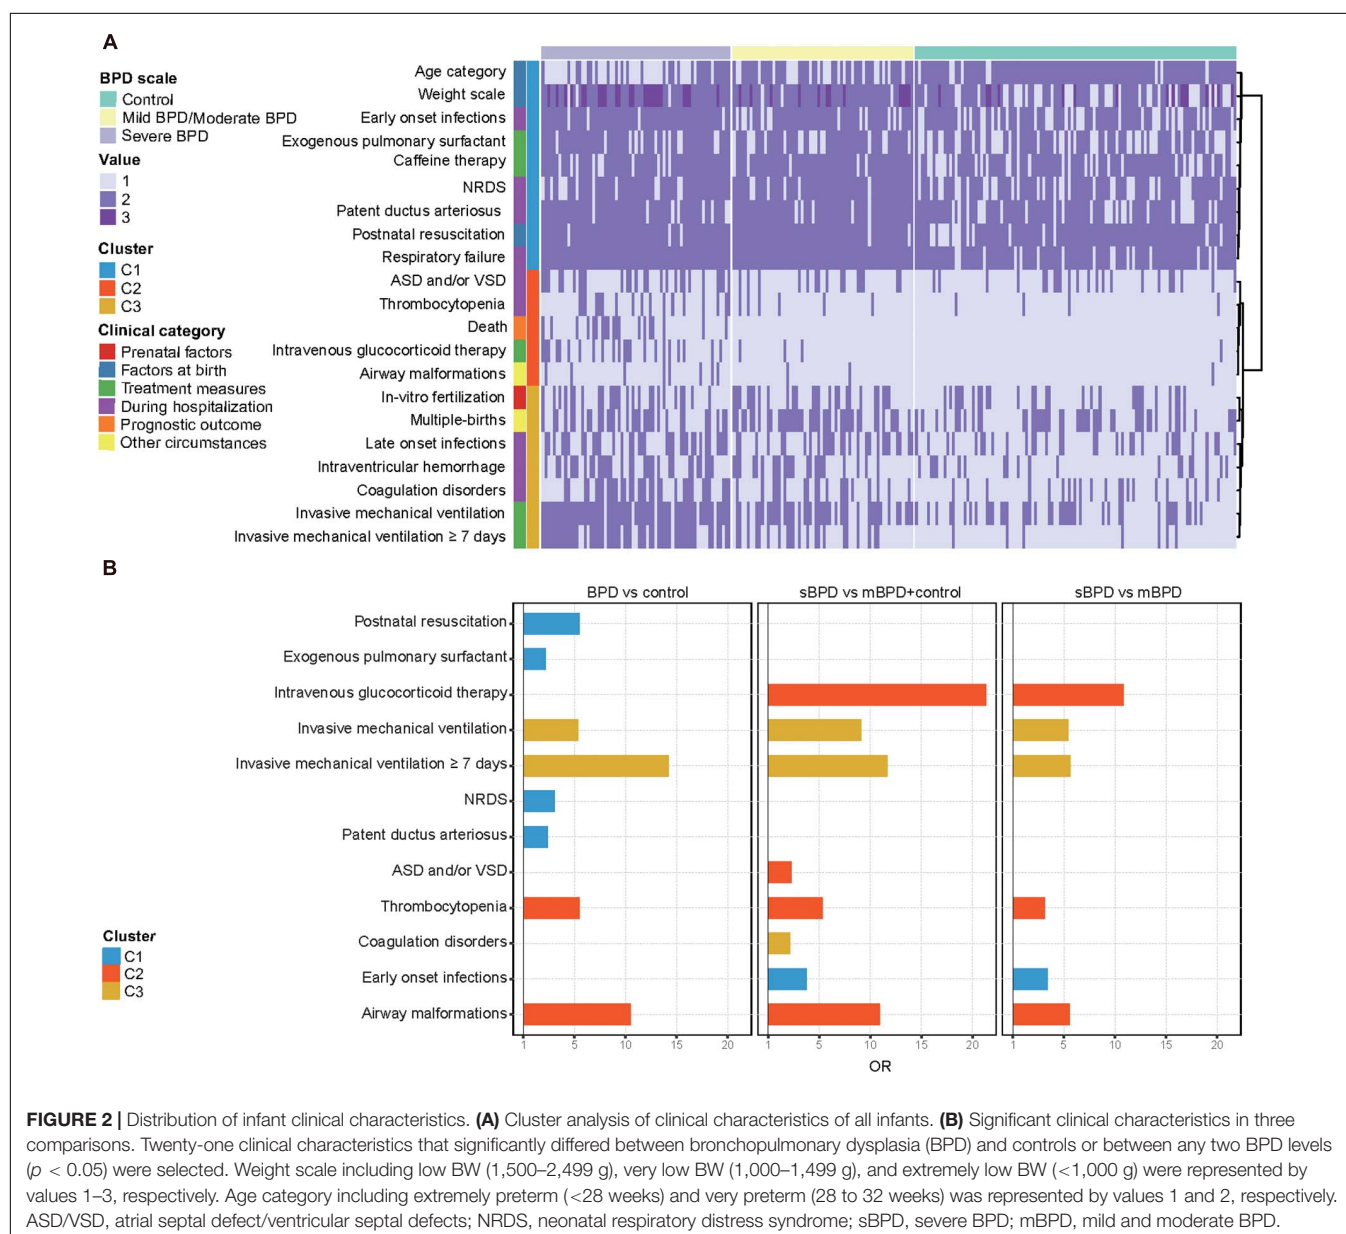 A
BPD scale
Control
Mild BPD/Moderate BPD
Severe BPD
Value
1
2
3
Cluster
C1
C2
C3
Clinical category
Prenatal factors
Factors at birth
Treatment measures
During hospitalization
Prognostic outcome
Other circumstances
Age category
Weight scale
Early onset infections
Exogenous pulmonary surfactant
Caffeine therapy
NRDS
Patent ductus arteriosus
Postnatal resuscitation
Respiratory failure
ASD and/or VSD
Thrombocytopenia
Death
Intravenous glucocorticoid therapy
Airway malformations
In-vitro fertilization
Multiple-births
Late onset infections
Intraventricular hemorrhage
Coagulation disorders
Invasive mechanical ventilation
Invasive mechanical ventilation ≥ 7 days
B
BPD vs control
sBPD vs mBPD+control
sBPD vs mBPD
Postnatal resuscitation
Exogenous pulmonary surfactant
Intravenous glucocorticoid therapy
Invasive mechanical ventilation
Invasive mechanical ventilation ≥ 7 days
NRDS
Patent ductus arteriosus
ASD and/or VSD
Thrombocytopenia
Coagulation disorders
Early onset infections
Airway malformations
Cluster
C1
C2
C3
1 5 10 15 20
1 5 10 15 20
1 5 10 15 20
OR
FIGURE 2 | Distribution of infant clinical characteristics. (A) Cluster analysis of clinical characteristics of all infants. (B) Significant clinical characteristics in three
comparisons. Twenty-one clinical characteristics that significantly differed between bronchopulmonary dysplasia (BPD) and controls or between any two BPD levels
(p < 0.05) were selected. Weight scale including low BW (1,500–2,499 g), very low BW (1,000–1,499 g), and extremely low BW (<1,000 g) were represented by
values 1–3, respectively. Age category including extremely preterm (<28 weeks) and very preterm (28 to 32 weeks) was represented by values 1 and 2, respectively.
ASD/VSD, atrial septal defect/ventricular septal defects; NRDS, neonatal respiratory distress syndrome; sBPD, severe BPD; mBPD, mild and moderate BPD.